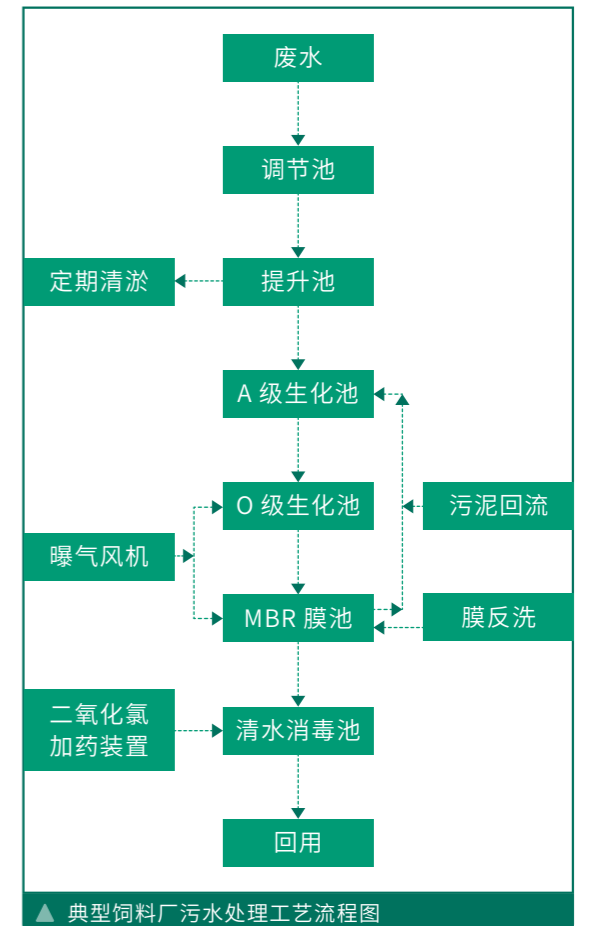 废水
调节池
定期清淤
提升池
A 级生化池
O 级生化池
污泥回流
曝气风机
MBR 膜池
膜反洗
二氧化氯
加药装置
清水消毒池
回用
▲ 典型饲料厂污水处理工艺流程图